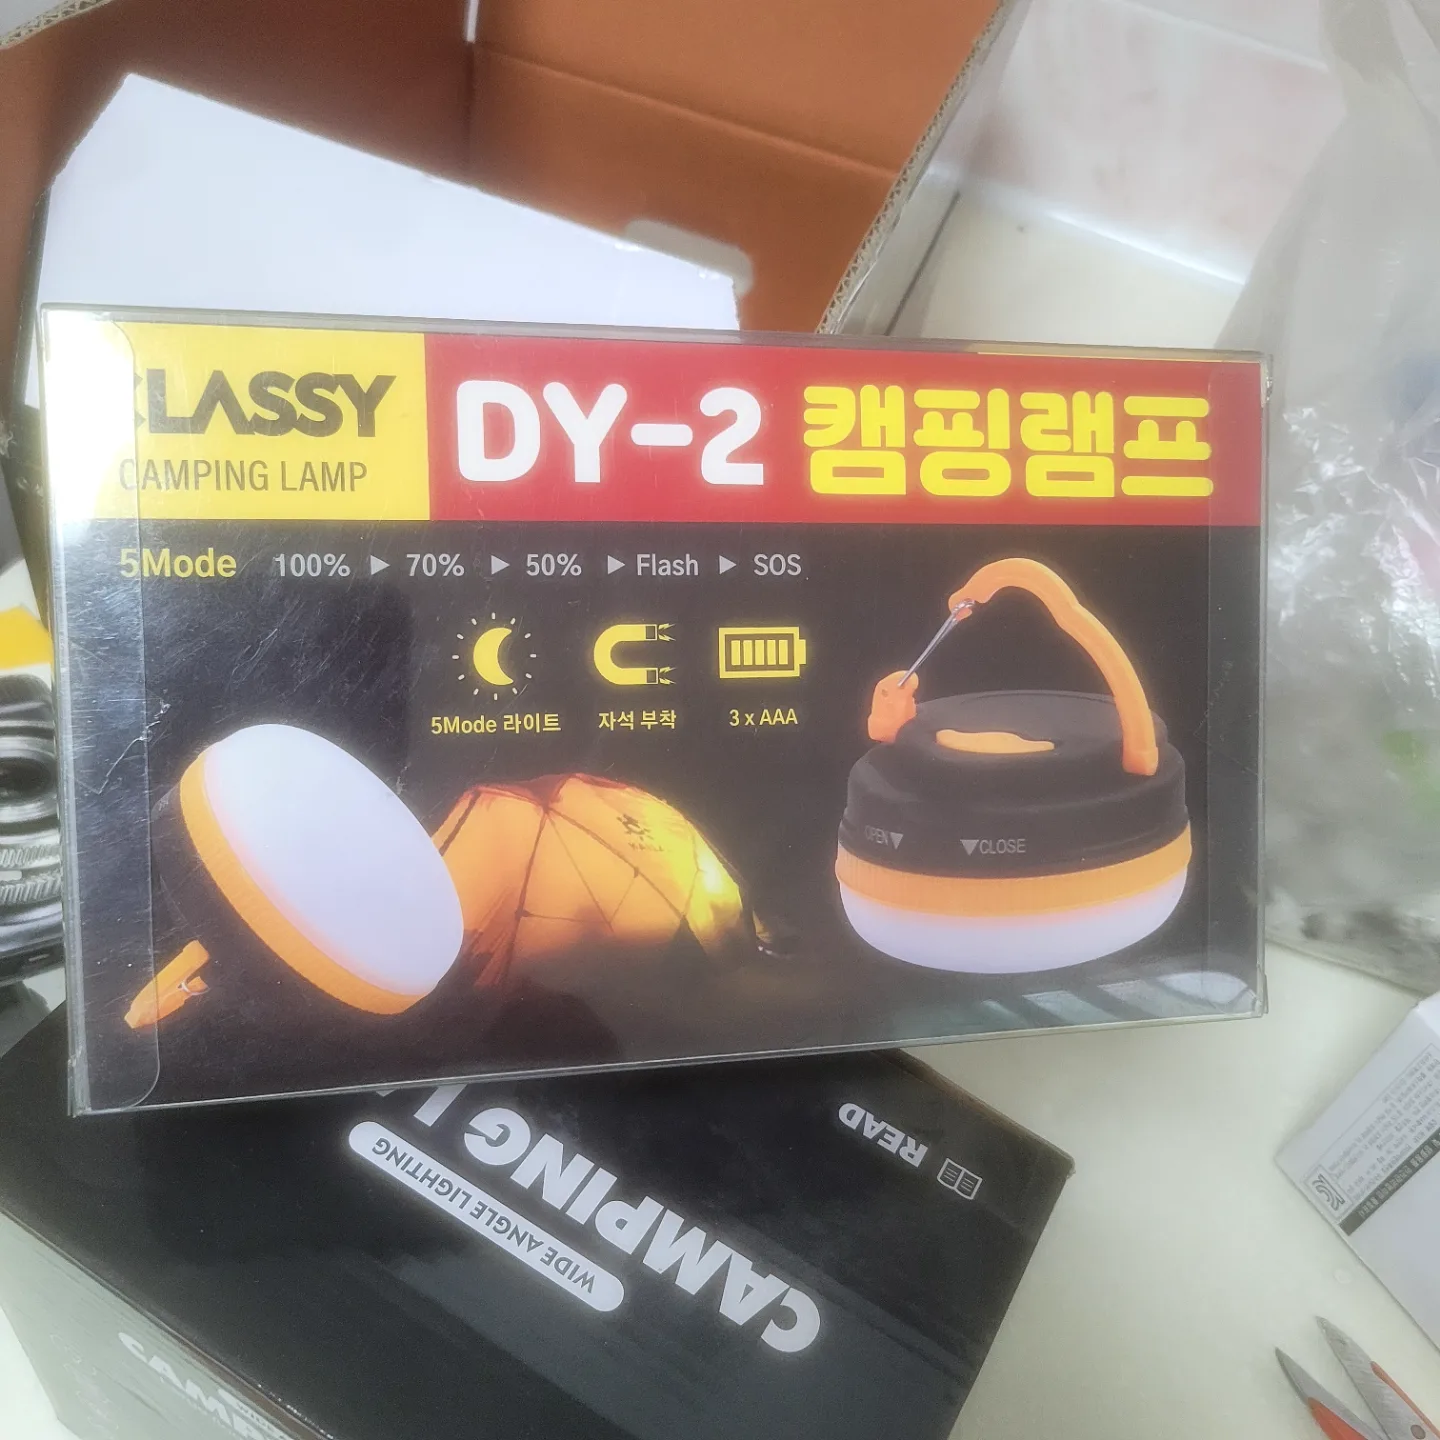 CLASSY
CAMPING LAMP
DY-2 캠핑램프
5Mode 100% ▶ 70% ▶ 50% ▶ Flash ▶ SOS
5Mode 라이트
자석 부착
3 x AAA
OPEN▼ ▼CLOSE
READ
CAMPING
WIDE ANGLE LIGHTING